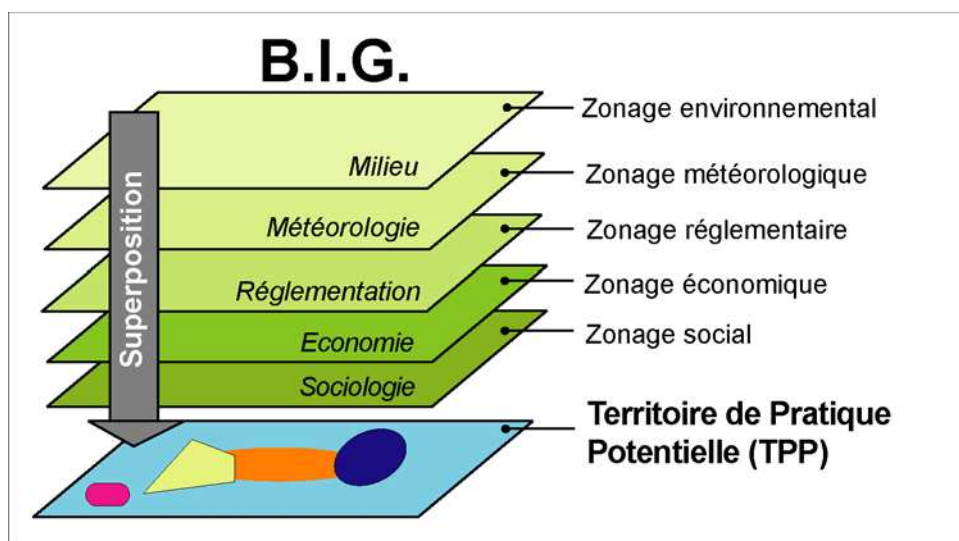 B.I.G.
Zonage environnemental
Milieu
Zonage météorologique
Météorologie
Zonage réglementaire
Réglementation
Zonage économique
Economie
Zonage social
Sociologie
Superposition
Territoire de Pratique
Potentielle (TPP)